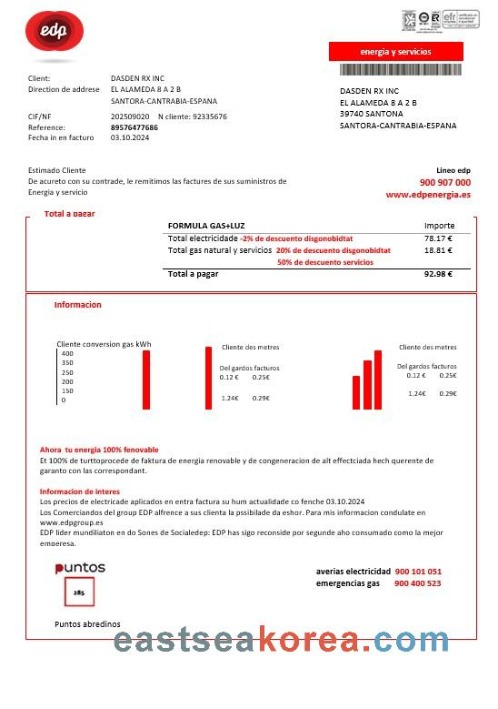 edp
energía y servicios
Client: DASDEN RX INC
Direction de addrese EL ALAMEDA 8 A 2 B
SANTORA-CANTRABIA-ESPANA
CIF/NF 202509020 N cliente: 92335676
Reference: 89576477686
Fecha in en facturo 03.10.2024
DASDEN RX INC
EL ALAMEDA 8 A 2 B
39740 SANTONA
SANTORA-CANTRABIA-ESPANA
Estimado Cliente
De acureto con su contrade, le remitimos las factures de sus suministros de
Energia y servicio
Lineo edp
900 907 000
www.edpenergia.es
Total a pagar
FORMULA GAS+LUZ Importe
Total electricidade -2% de descuento disgonobidtat 78.17 €
Total gas natural y servicios 20% de descuento disgonobidtat 18.81 €
50% de descuento servicios
Total a pagar 92.98 €
Informacion
Cliente conversion gas kWh
400
350
250
200
150
0
Cliente des metres
Del gardos facturos
0.12 € 0.25€
1.24€ 0.29€
Cliente des metres
Del gardos facturos
0.12 € 0.25€
1.24€ 0.29€
Ahora tu energia 100% fenovable
Et 100% de turttoprocede de faktura de energia renovable y de congeneracion de alt effectciada hech querente de
garanto con las correspondant.
Informacion de interes
Los precios de electricade aplicados en entra factura su hum actualidade co fenche 03.10.2024
Los Comerciandos del group EDP alfrence a sus clienta la pssibilade da eshor. Para mis informacion condulate en
www.edpgroup.es
EDP lider mundiliaton en do Sones de Socialedep: EDP has sigo reconside por segunde aho consumado como la mejor
empgresa.
puntos
285
Puntos abredinos
averias electricidad 900 101 051
emergencias gas 900 400 523
eastseakorea.com